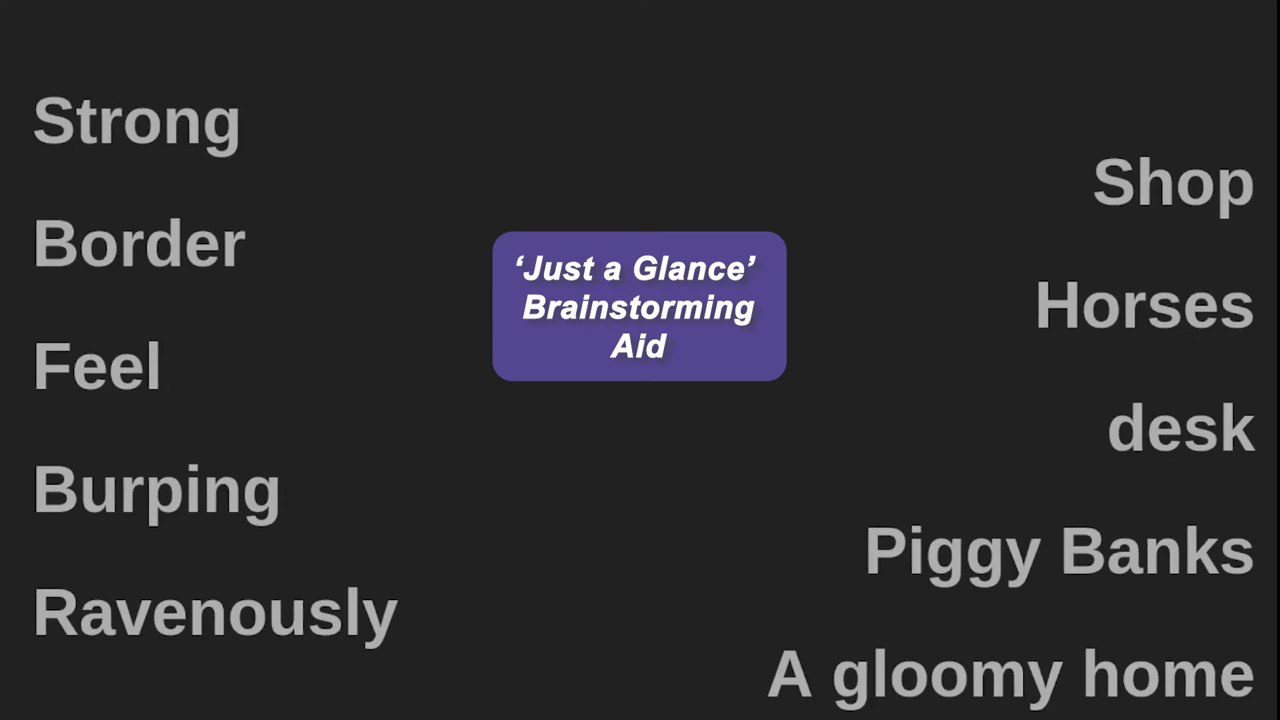 Strong
Border
Feel
Burping
Ravenously
‘Just a Glance’
Brainstorming
Aid
Shop
Horses
desk
Piggy Banks
A gloomy home